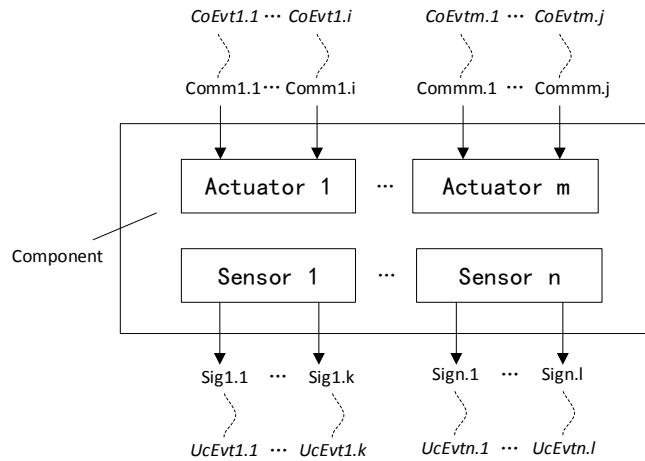 CoEvt1.1 ··· CoEvt1.i CoEvtm.1 ··· CoEvtm.j
Comm1.1 ··· Comm1.i Commm.1 ··· Commm.j
Actuator 1 ··· Actuator m
Component
Sensor 1 ··· Sensor n
Sig1.1 ··· Sig1.k Sign.1 ··· Sign.l
UcEvt1.1 ··· UcEvt1.k UcEvtn.1 ··· UcEvtn.l